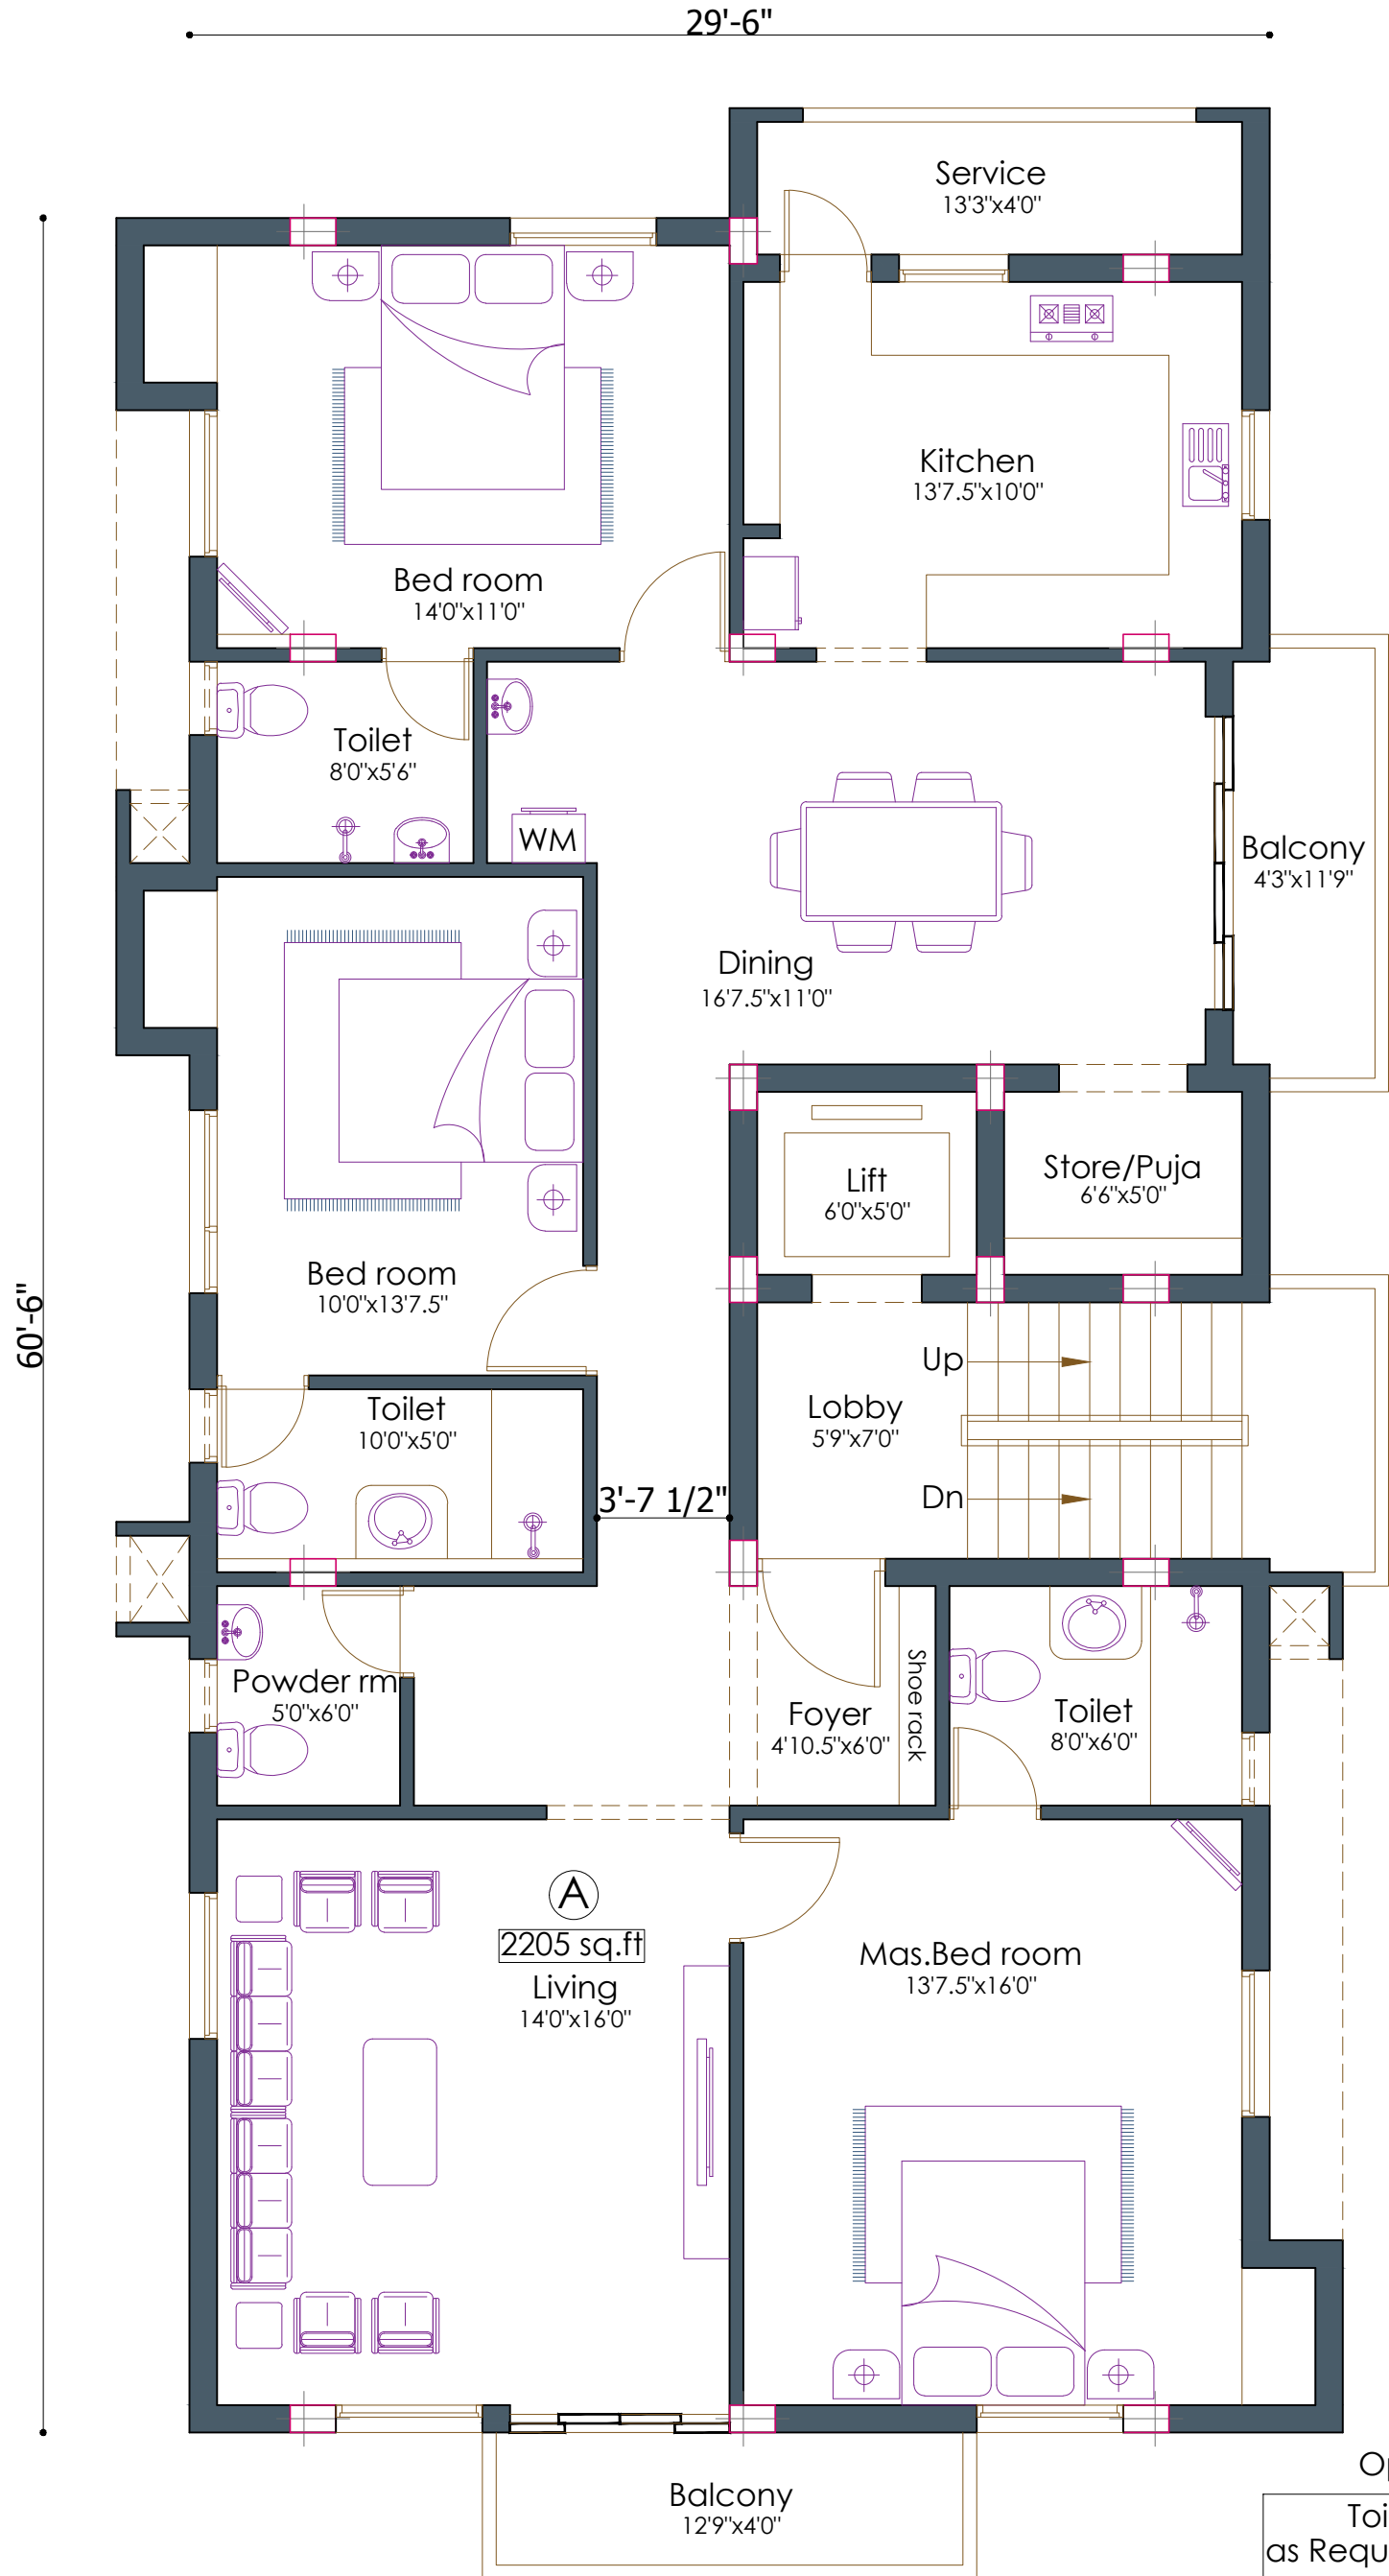 29'-6"
Service
13'3"x4'0"
Kitchen
13'7.5"x10'0"
Bed room
14'0"x11'0"
Toilet
8'0"x5'6"
WM
Balcony
4'3"x11'9"
Dining
16'7.5"x11'0"
Lift
6'0"x5'0"
Store/Puja
6'6"x5'0"
Bed room
10'0"x13'7.5"
60'-6"
Up
Lobby
5'9"x7'0"
Toilet
10'0"x5'0"
Dn
3'-7 1/2"
Powder rm
5'0"x6'0"
Foyer
4'10.5"x6'0"
Shoe rack
Toilet
8'0"x6'0"
A
2205 sq.ft
Living
14'0"x16'0"
Mas.Bed room
13'7.5"x16'0"
Balcony
12'9"x4'0"
as